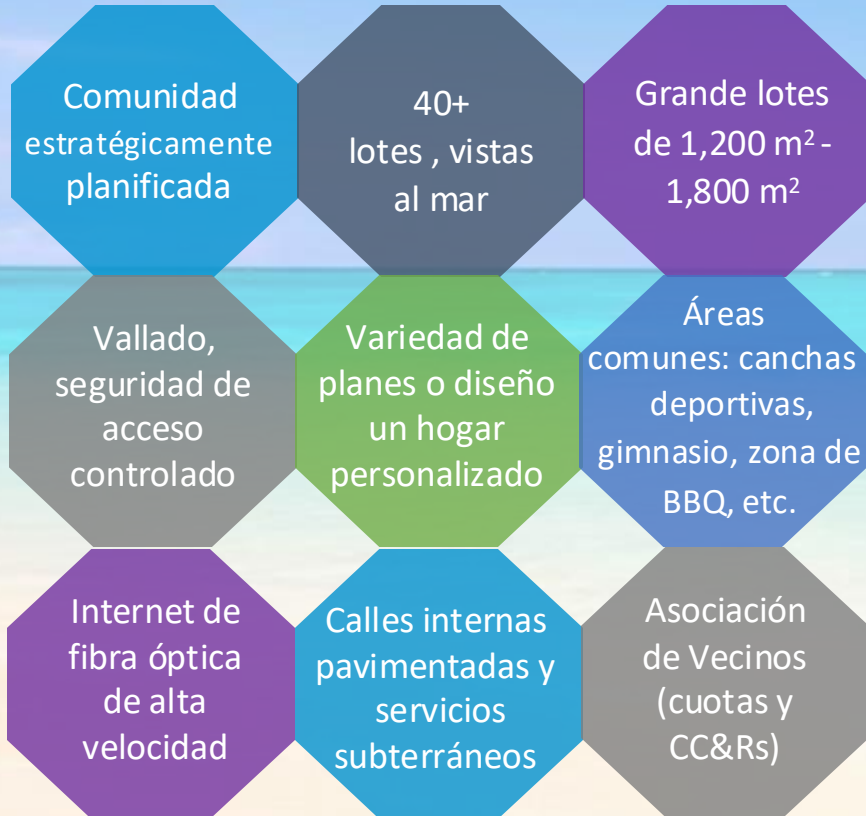 Comunidad
estratégicamente
planificada
40+
lotes , vistas
al mar
Grande lotes
de 1,200 m² -
1,800 m²
Vallado,
seguridad de
acceso
controlado
Variedad de
planes o diseño
un hogar
personalizado
Áreas
comunes: canchas
deportivas,
gimnasio, zona de
BBQ, etc.
Internet de
fibra óptica
de alta
velocidad
Calles internas
pavimentadas y
servicios
subterráneos
Asociación
de Vecinos
(cuotas y
CC&Rs)